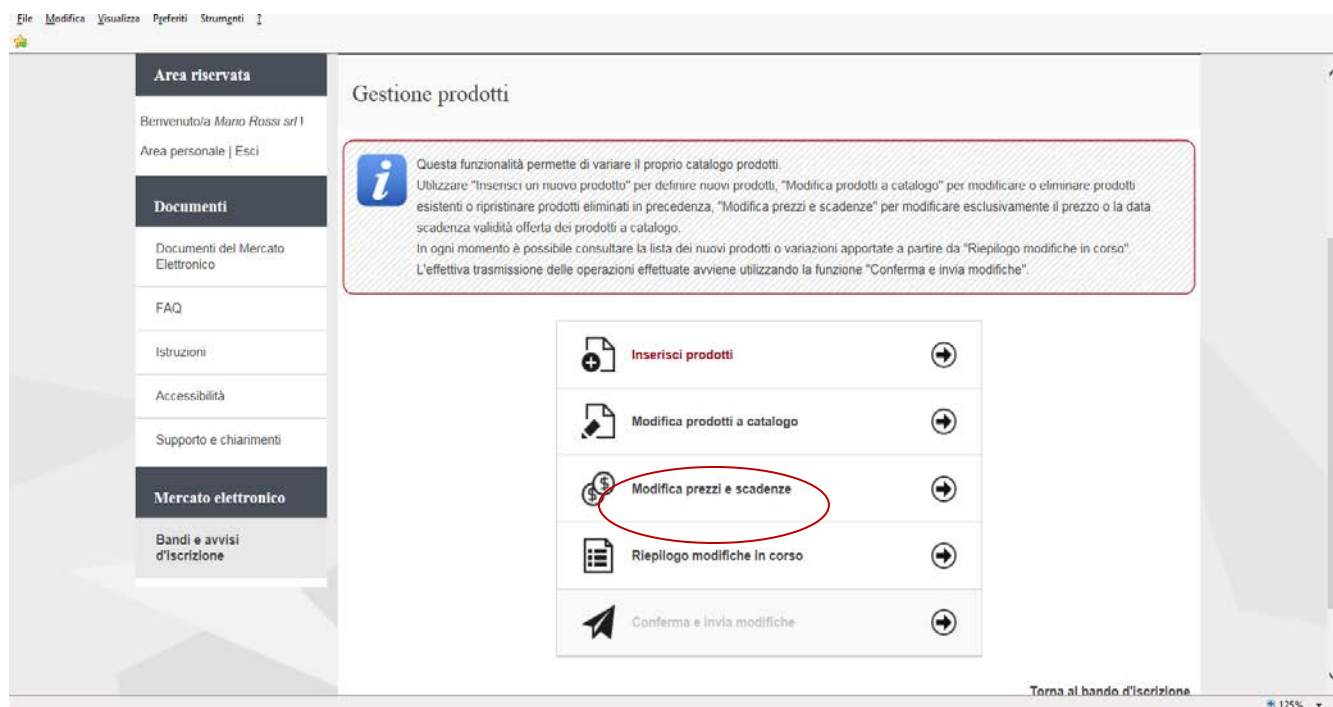 File Modifica Visualizza Preferiti Strumenti ?
Area riservata
Benvenuto/a Mario Rossi srl !
Area personale | Esci
Documenti
Documenti del Mercato
Elettronico
FAQ
Istruzioni
Accessibilità
Supporto e chiarimenti
Mercato elettronico
Bandi e avvisi
d'iscrizione
Gestione prodotti
Questa funzionalità permette di variare il proprio catalogo prodotti.
Utilizzare "Inserisci un nuovo prodotto" per definire nuovi prodotti, "Modifica prodotti a catalogo" per modificare o eliminare prodotti
esistenti o ripristinare prodotti eliminati in precedenza, "Modifica prezzi e scadenze" per modificare esclusivamente il prezzo o la data
scadenza validità offerta dei prodotti a catalogo.
In ogni momento è possibile consultare la lista dei nuovi prodotti o variazioni apportate a partire da "Riepilogo modifiche in corso".
L'effettiva trasmissione delle operazioni effettuate avviene utilizzando la funzione "Conferma e invia modifiche".
Inserisci prodotti
Modifica prodotti a catalogo
Modifica prezzi e scadenze
Riepilogo modifiche in corso
Conferma e invia modifiche
Torna al bando d'iscrizione
125%